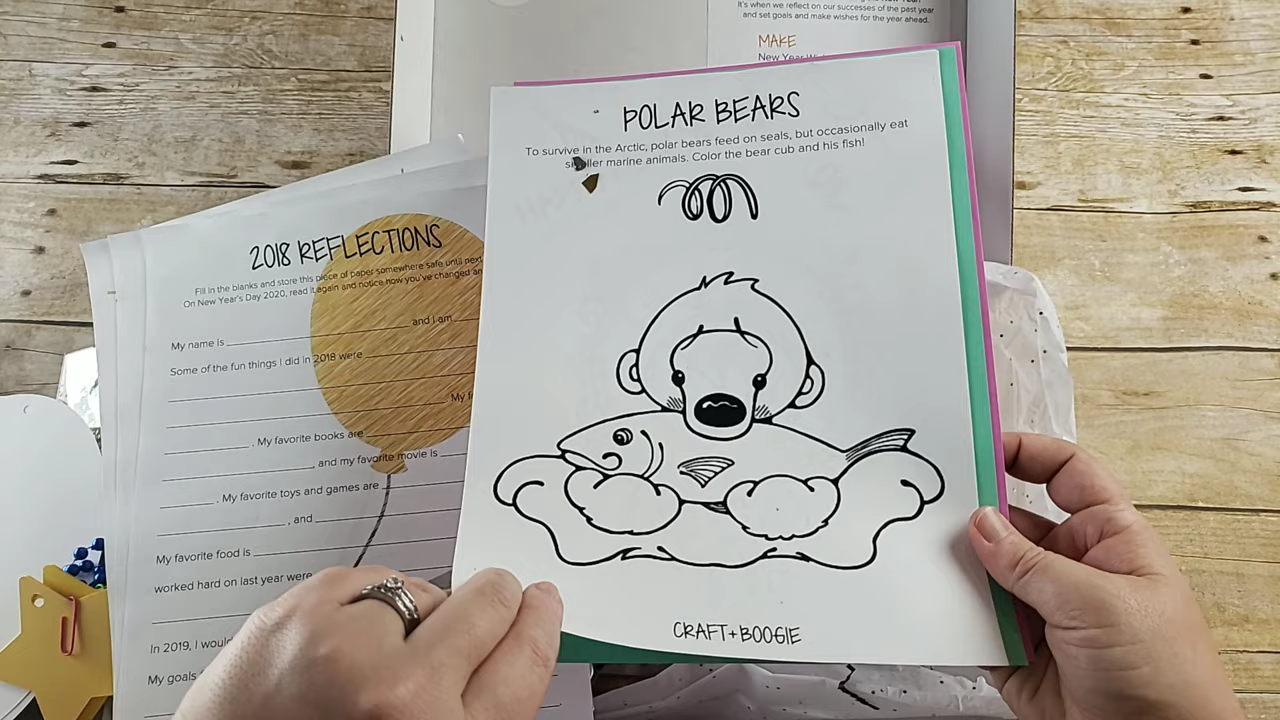 It's when we reflect on our successes of the past year
and set goals and make wishes for the year ahead.
MAKE
New Year
POLAR BEARS
To survive in the Arctic, polar bears feed on seals, but occasionally eat
smaller marine animals. Color the bear cub and his fish!
CRAFT+BOOGIE
2018 REFLECTIONS
Fill in the blanks and store this piece of paper somewhere safe until next
On New Year's Day 2020, read it again and notice how you've changed
My name is and I am
Some of the fun things I did in 2018 were
My
. My favorite books are
and my favorite movie is
. My favorite toys and games are
, and
My favorite food is
worked hard on last year were
In 2019, I
My goals